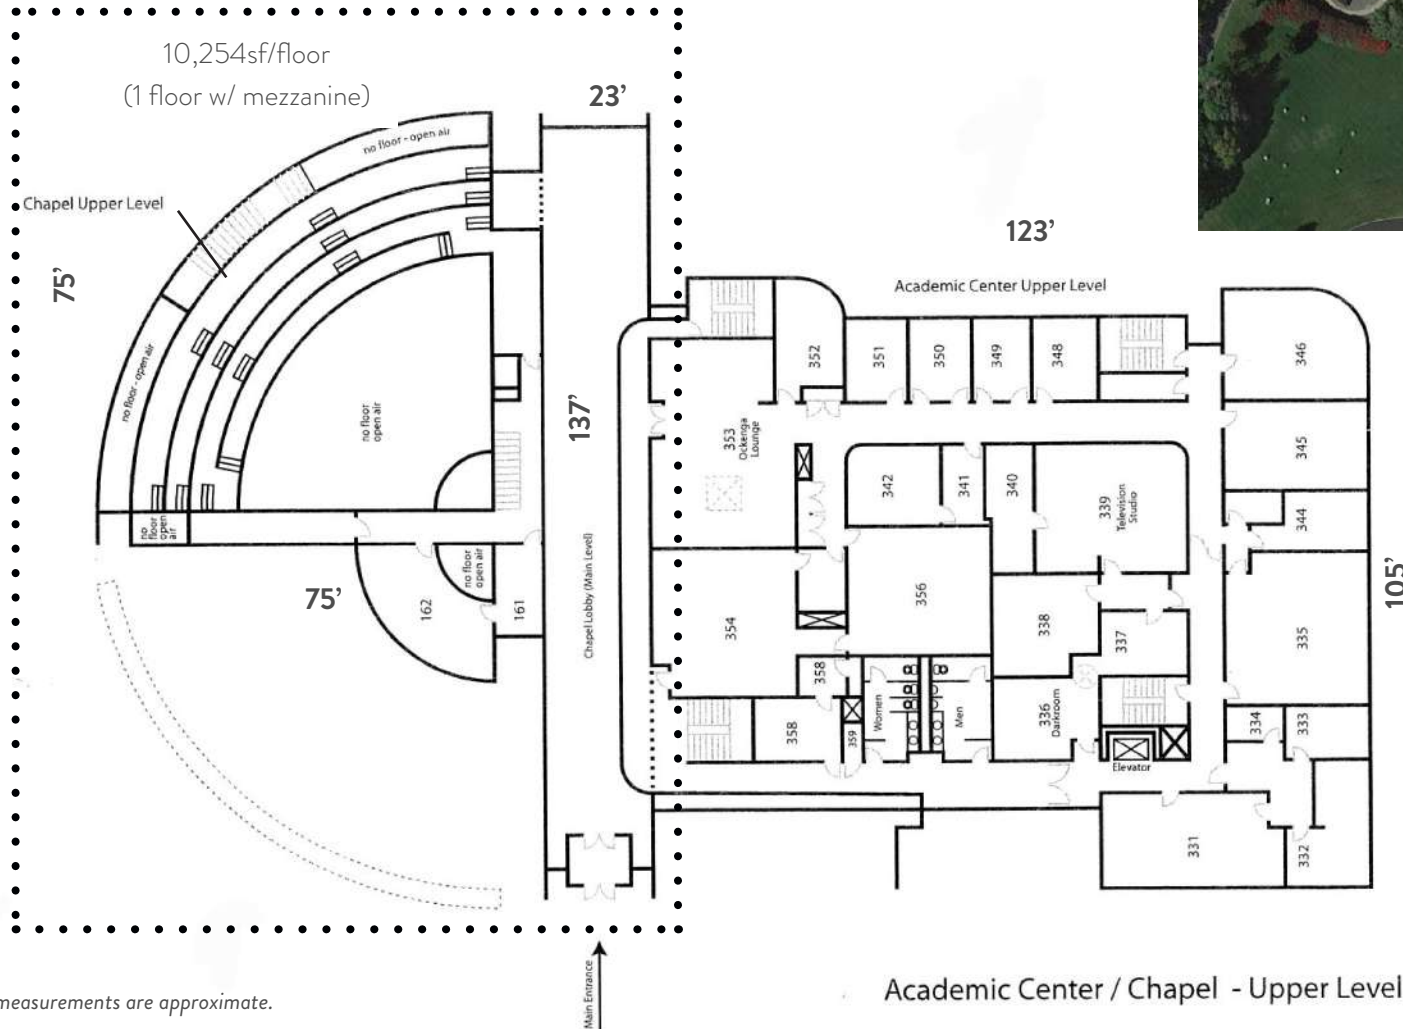 10,254sf/floor
(1 floor w/ mezzanine)
23’
no floor - open air
Chapel Upper Level
75’
123’
Academic Center Upper Level
no floor - open air
no floor
open air
137’
352
351
350
349
348
346
353
Ockenga
Lounge
345
342
341
340
339
Television
Studio
344
no
floor
open
air
no floor
open air
Chapel Lobby (Main Level)
75’
162
161
354
356
338
337
335
105’
358
358
359
Women
Men
336
Darkroom
334
333
Elevator
331
332
Main Entrance
measurements are approximate.
Academic Center / Chapel - Upper Level